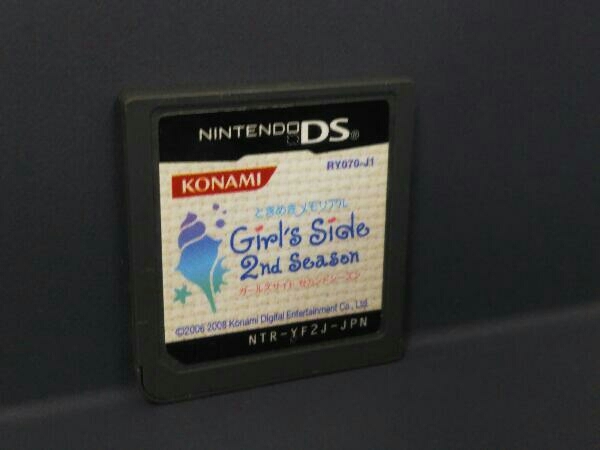 NINTENDO DS®
RY070-J1
KONAMI
ときめきメモリアル
Girl's Side
2nd Season
ガールズサイド セカンドシーズン
©2006 2008 Konami Digital Entertainment Co., Ltd.
NTR-YF2J-JPN